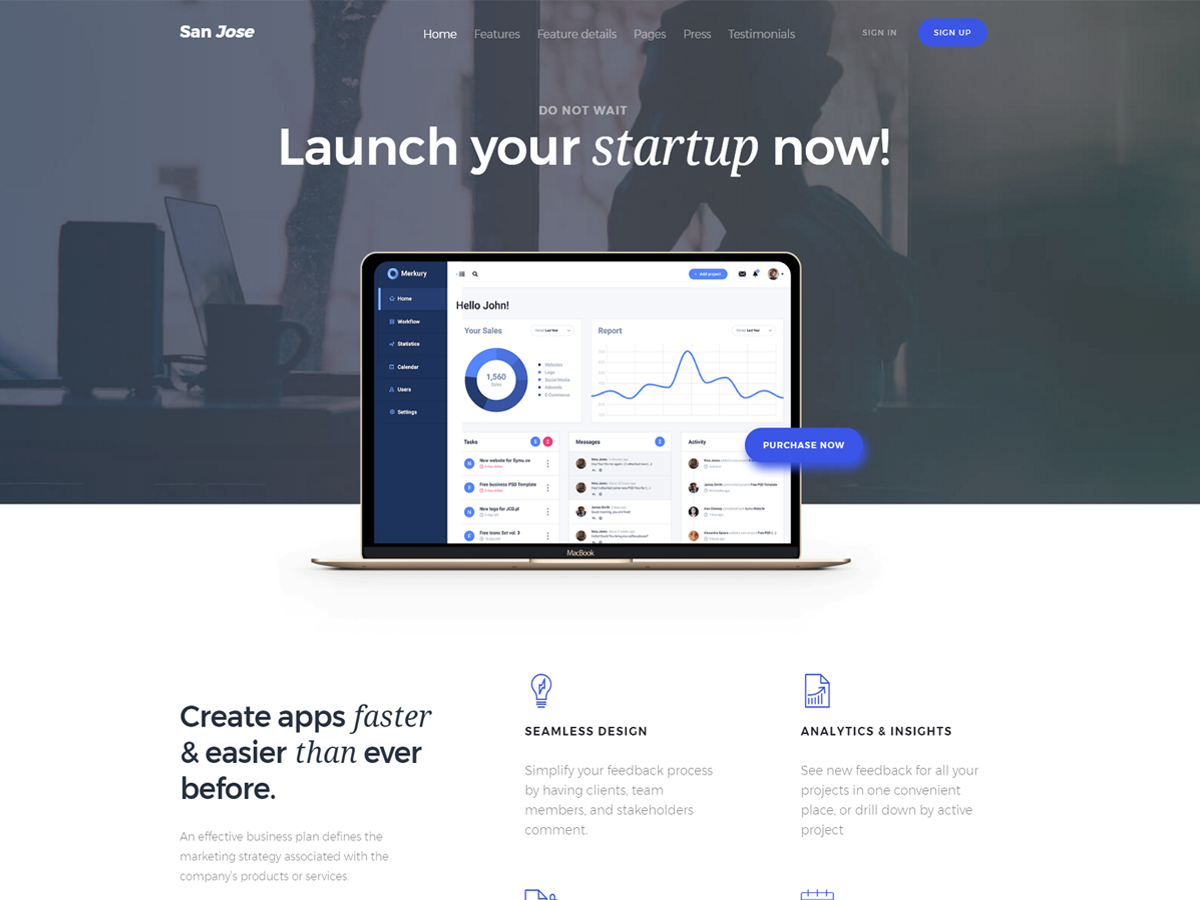 San Jose
Home Features Feature details Pages Press Testimonials
SIGN IN
SIGN UP
DO NOT WAIT
Launch your startup now!
Merkury
Add project
Home
Workflow
Statistics
Calendar
Users
Settings
Hello John!
Your Sales
Period Last Year
1,560
Sales
Websites
Logo
Social Media
Adwords
E-Commerce
Report
Period Last Year
Tasks
New website for Symu.co
Free business PSD Template
New logo for JCD.pl
Free icons Set vol. 3
Messages
Activity
PURCHASE NOW
MacBook
Create apps faster
& easier than ever
before.
An effective business plan defines the
marketing strategy associated with the
company's products or services.
SEAMLESS DESIGN
Simplify your feedback process
by having clients, team
members, and stakeholders
comment.
ANALYTICS & INSIGHTS
See new feedback for all your
projects in one convenient
place, or drill down by active
project